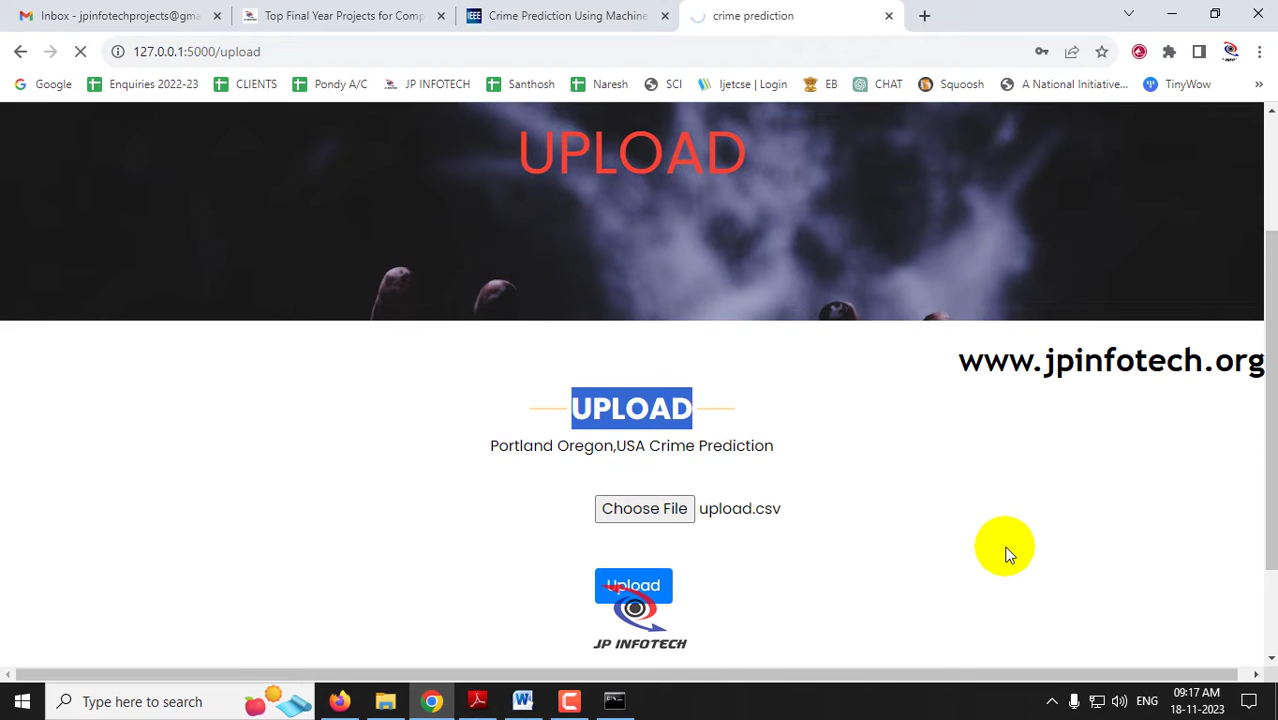 Inbox - jpinfotechprojects@gma
Top Final Year Projects for Comp
IEEE
Crime Prediction Using Machine
crime prediction
127.0.0.1:5000/upload
Google
Enquiries 2022-23
CLIENTS
Pondy A/C
JP INFOTECH
Santhosh
Naresh
SCI
Ijetcse | Login
EB
CHAT
Squoosh
A National Initiative...
TinyWow
UPLOAD
www.jpinfotech.org
UPLOAD
Portland Oregon,USA Crime Prediction
Choose File upload.csv
Upload
JP INFOTECH
Type here to search
ENG
09:17 AM
18-11-2023